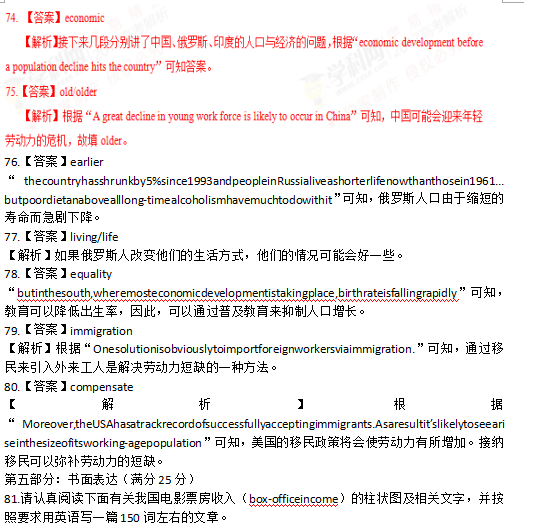 74. 【答案】economic
【解析】接下来几段分别讲了中国、俄罗斯、印度的人口与经济的问题，根据“economic development before
a population decline hits the country” 可知答案。
75.【答案】old/older
【解析】根据 “A great decline in young work force is likely to occur in China” 可知，中国可能会迎来年轻
劳动力的危机，故填 older。
76.【答案】earlier
“ thecountryhasshrunkby5%since1993andpeopleinRussialiveashorterlifenowthanthosein1961…
butpoordietanabovealllong-timealcoholismhavemuchtodowithit”可知，俄罗斯人口由于缩短的
寿命而急剧下降。
77.【答案】living/life
【解析】如果俄罗斯人改变他们的生活方式，他们的情况可能会好一些。
78.【答案】equality
“butinthesouth,wheremosteconomicdevelopmentistakingplace,birthrateisfallingrapidly”可知，
教育可以降低出生率，因此，可以通过普及教育来抑制人口增长。
79.【答案】immigration
【解析】根据“Onesolutionisobviouslytoimportforeignworkersviaimmigration.”可知，通过移
民来引入外来工人是解决劳动力短缺的一种方法。
80.【答案】compensate
【 解 析 】 根 据
“ Moreover,theUSAhasatrackrecordofsuccessfullyacceptingimmigrants.Asaresultit’slikelytoseeari
seinthesizeofitsworking-agepopulation”可知，美国的移民政策将会使劳动力有所增加。接纳
移民可以弥补劳动力的短缺。
第五部分：书面表达（满分 25 分）
81.请认真阅读下面有关我国电影票房收入（box-officeincome）的柱状图及相关文字，并按
照要求用英语写一篇 150 词左右的文章。